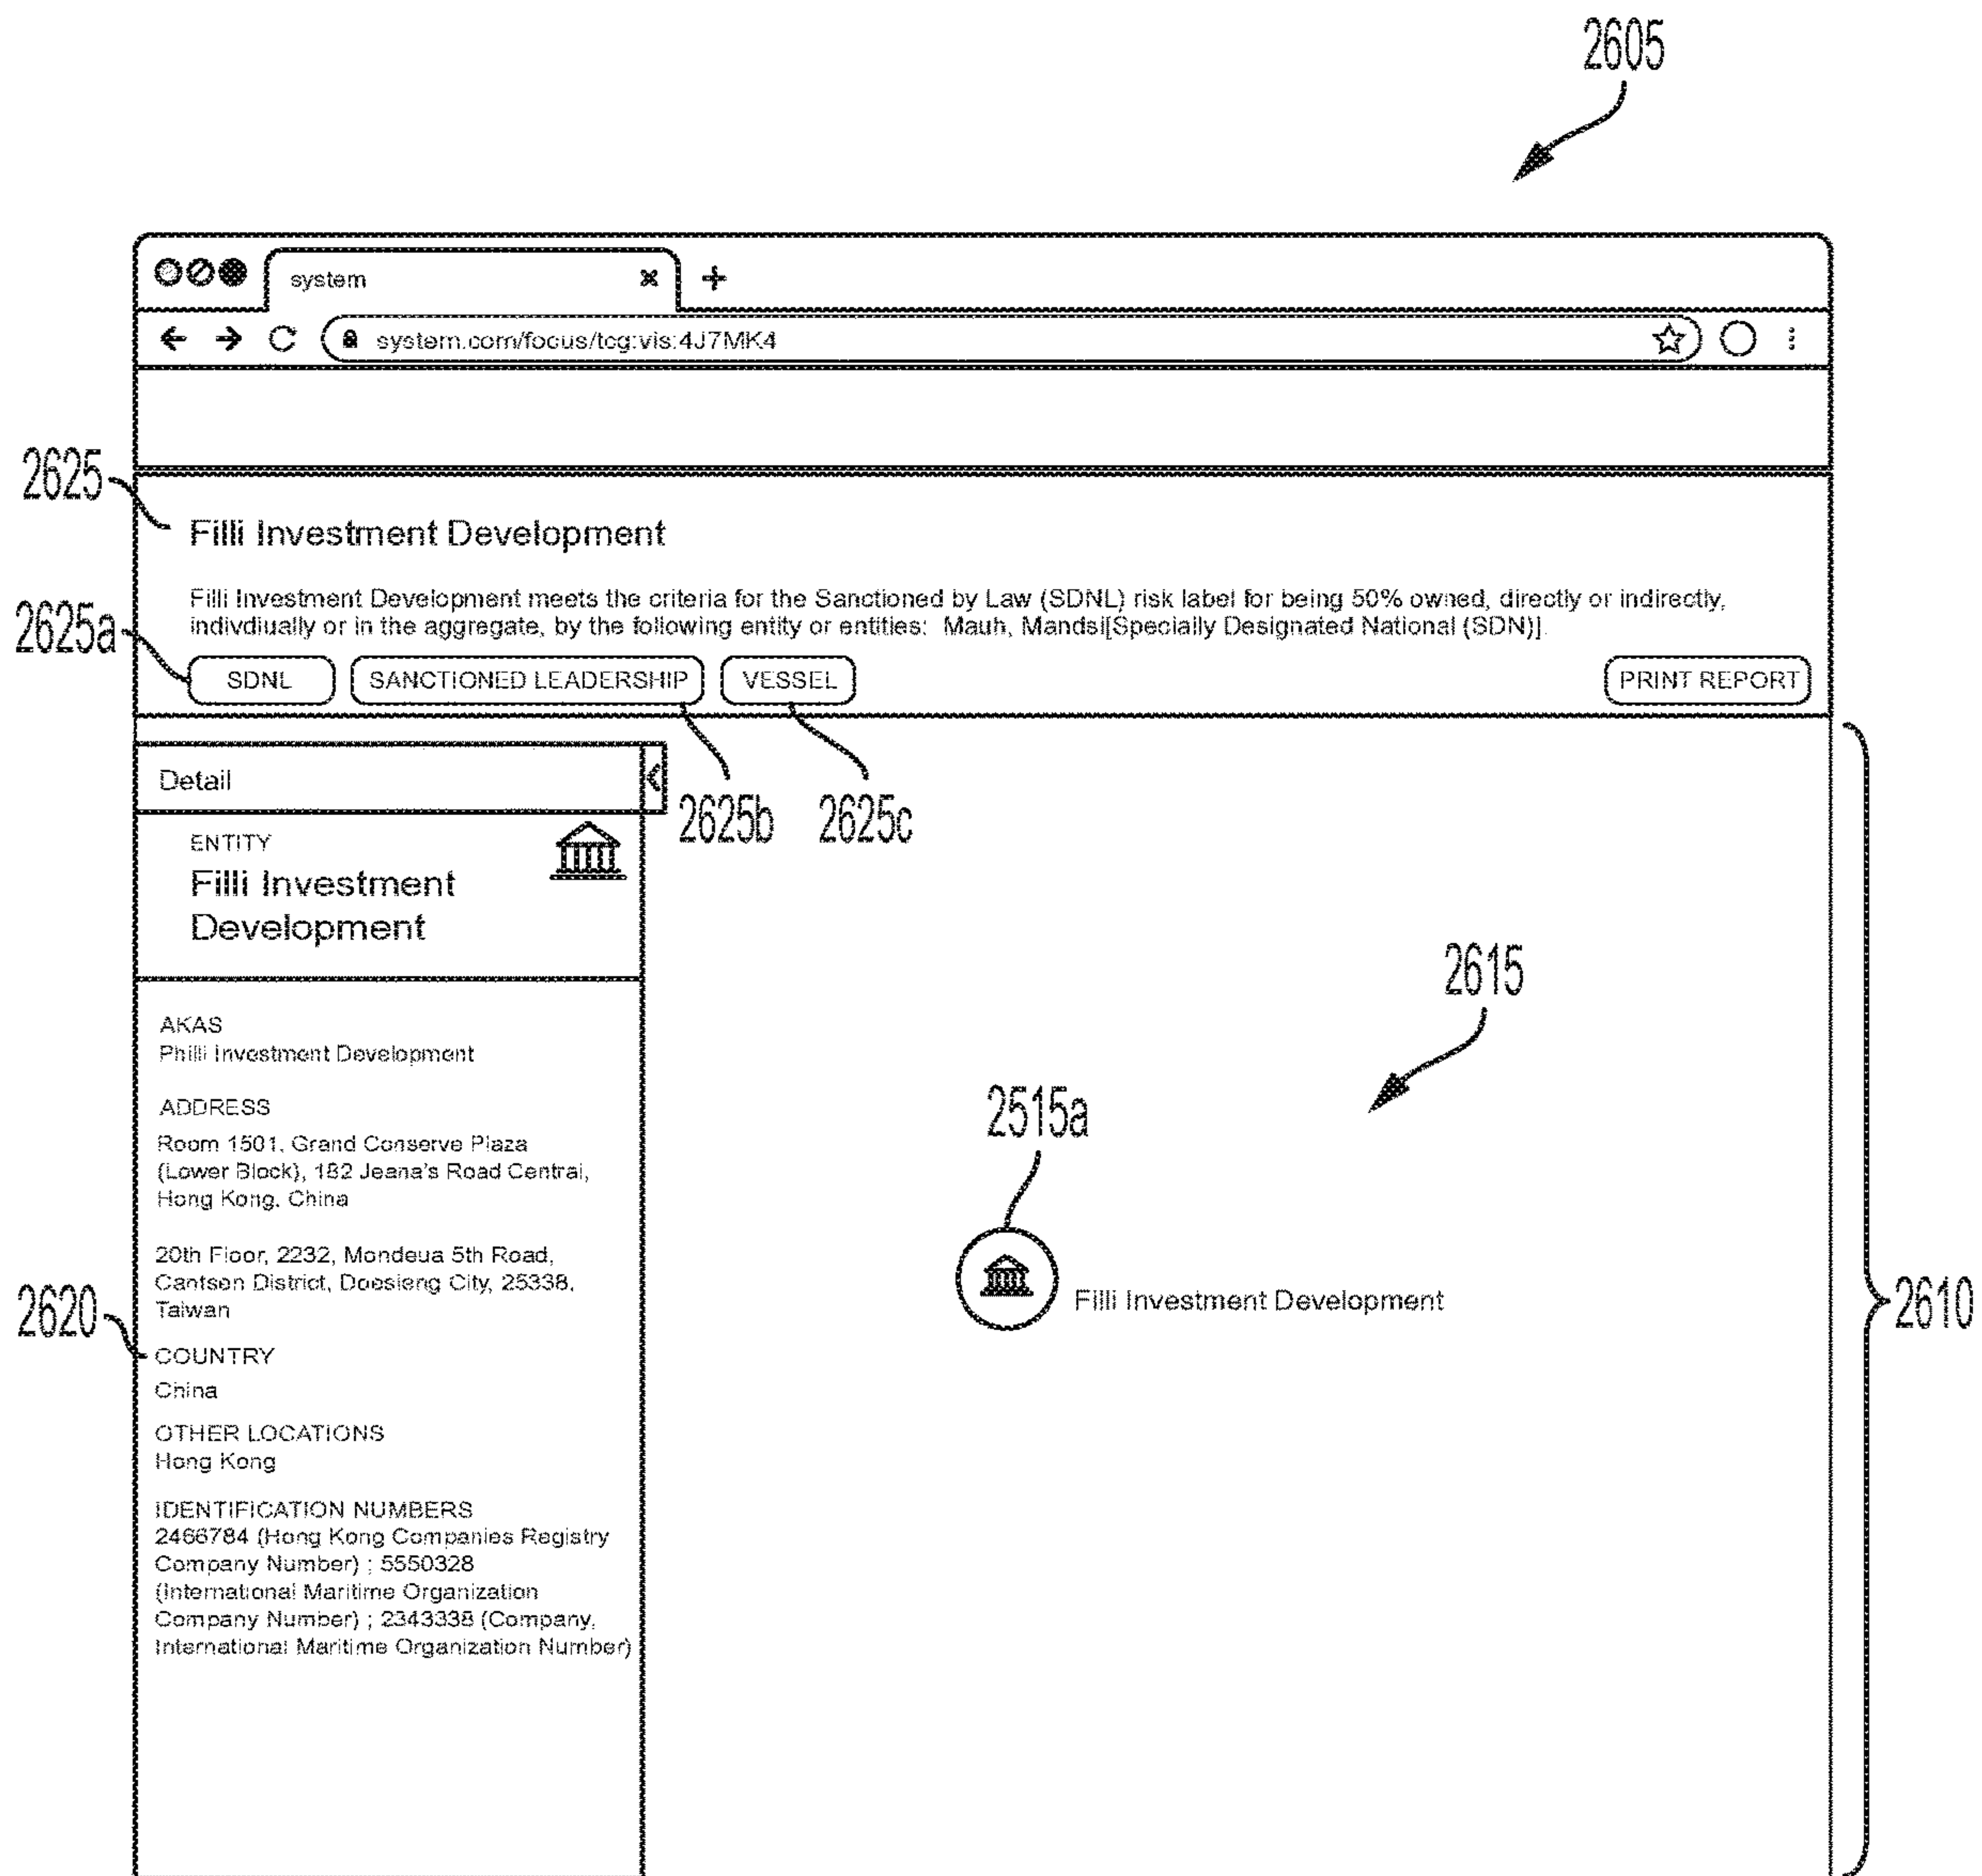 2605
system
system.com/focus/tcg:vis:4J7MK4
2625
Filli Investment Development
Filli Investment Development meets the criteria for the Sanctioned by Law (SDNL) risk label for being 50% owned, directly or indirectly,
indivdiually or in the aggregate, by the following entity or entities: Mauh, Mandsi[Specially Designated National (SDN)].
2625a
SDNL
SANCTIONED LEADERSHIP
VESSEL
PRINT REPORT
2625b
2625c
Detail
ENTITY
Filli Investment
Development
AKAS
Philli Investment Development
ADDRESS
Room 1501, Grand Conserve Plaza
(Lower Block), 182 Jeana's Road Central,
Hong Kong, China
20th Floor, 2232, Mondeua 5th Road,
Cantsen District, Doesieng City, 25338,
Taiwan
2620
COUNTRY
China
OTHER LOCATIONS
Hong Kong
IDENTIFICATION NUMBERS
2466784 (Hong Kong Companies Registry
Company Number) ; 5550328
(International Maritime Organization
Company Number) ; 2343338 (Company,
International Maritime Organization Number)
2615
2515a
Filli Investment Development
2610